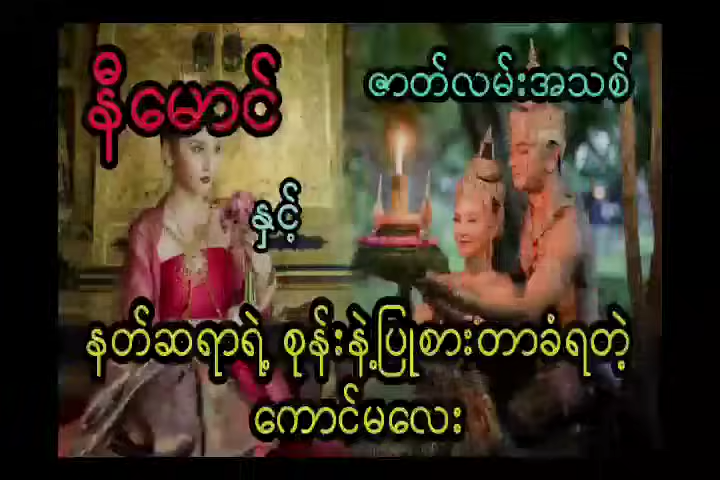 နီမောင်
ဇာတ်လမ်းအသစ်
နှင့်
နတ်ဆရာရဲ့ စုန်းနဲ့ပြုစားတာခံရတဲ့
ကောင်မလေး